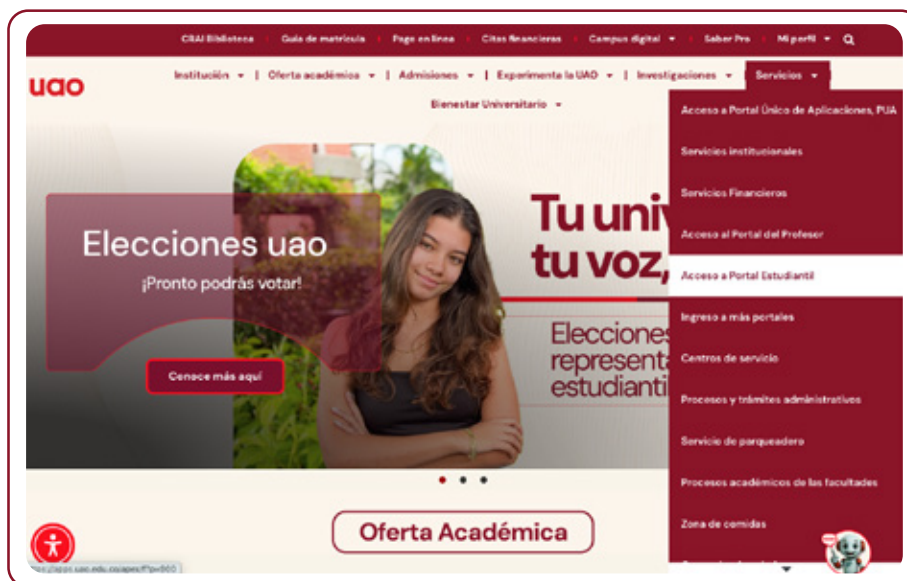 CRAI Biblioteca
Guía de matrícula
Pago en línea
Citas financieras
Campus digital
Saber Pro
Mi perfil
uao
Institución | Oferta académica | Admisiones | Experimenta la UAO | Investigaciones | Servicios
Bienestar Universitario
Acceso a Portal Único de Aplicaciones, PUA
Servicios institucionales
Servicios Financieros
Acceso al Portal del Profesor
Acceso a Portal Estudiantil
Ingreso a más portales
Centros de servicio
Procesos y trámites administrativos
Servicio de parqueadero
Procesos académicos de las facultades
Zona de comidas
Elecciones uao
¡Pronto podrás votar!
Conoce más aquí
Tu univ
tu voz,
Elecciones
representa
estudianti
Oferta Académica